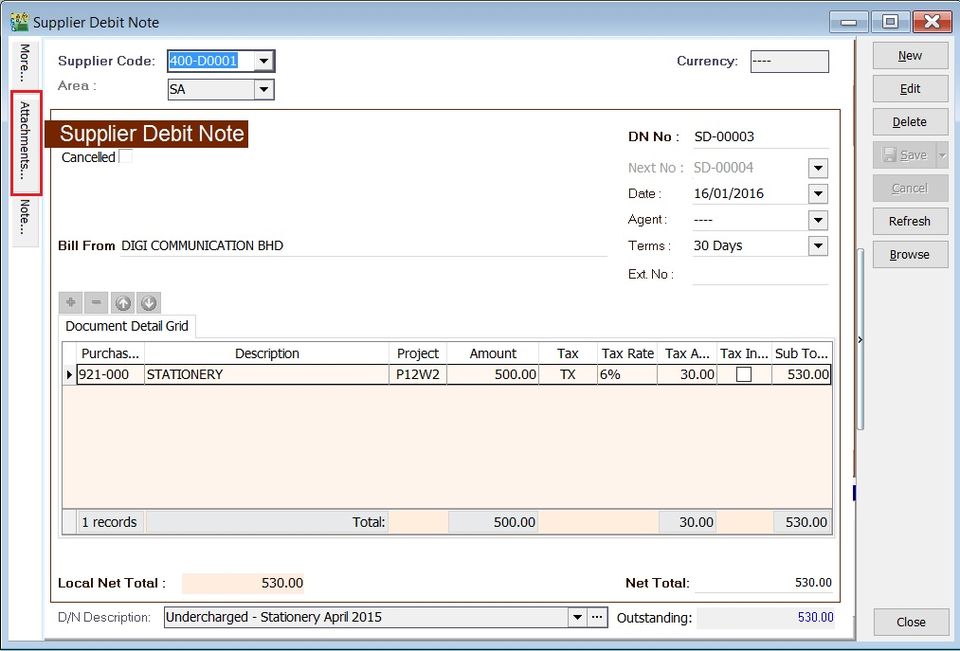 Supplier Debit Note
More...
Attachments...
Note...
Supplier Code: 400-D0001
Currency: ----
Area : SA
Supplier Debit Note
Cancelled
DN No : SD-00003
Next No : SD-00004
Date : 16/01/2016
Agent : ----
Bill From DIGI COMMUNICATION BHD
Terms : 30 Days
Ext. No :
Document Detail Grid
Purchas... Description Project Amount Tax Tax Rate Tax A... Tax In... Sub To...
921-000 STATIONERY P12W2 500.00 TX 6% 30.00 530.00
1 records Total: 500.00 30.00 530.00
Local Net Total : 530.00
Net Total: 530.00
D/N Description: Undercharged - Stationery April 2015 ... Outstanding: 530.00
New
Edit
Delete
Save
Cancel
Refresh
Browse
Close